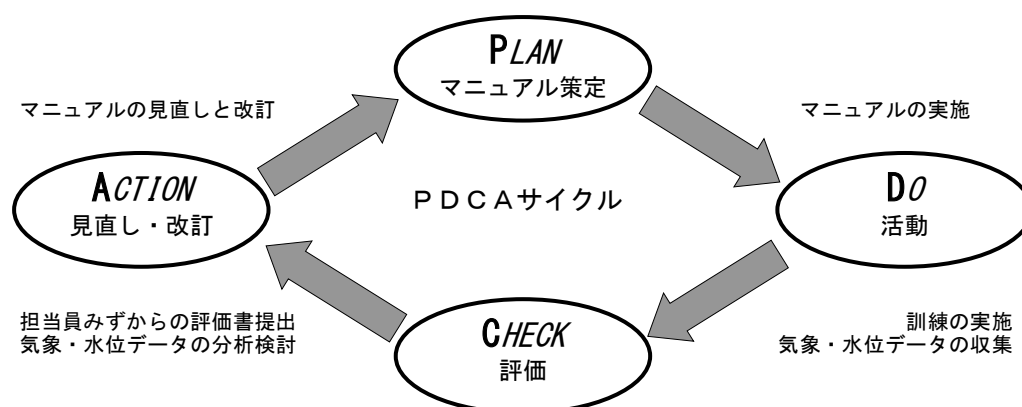 PLAN
マニュアル策定
マニュアルの見直しと改訂
マニュアルの実施
ACTION
見直し・改訂
PDCAサイクル
DO
活動
担当員みずからの評価書提出
気象・水位データの分析検討
CHECK
評価
訓練の実施
気象・水位データの収集